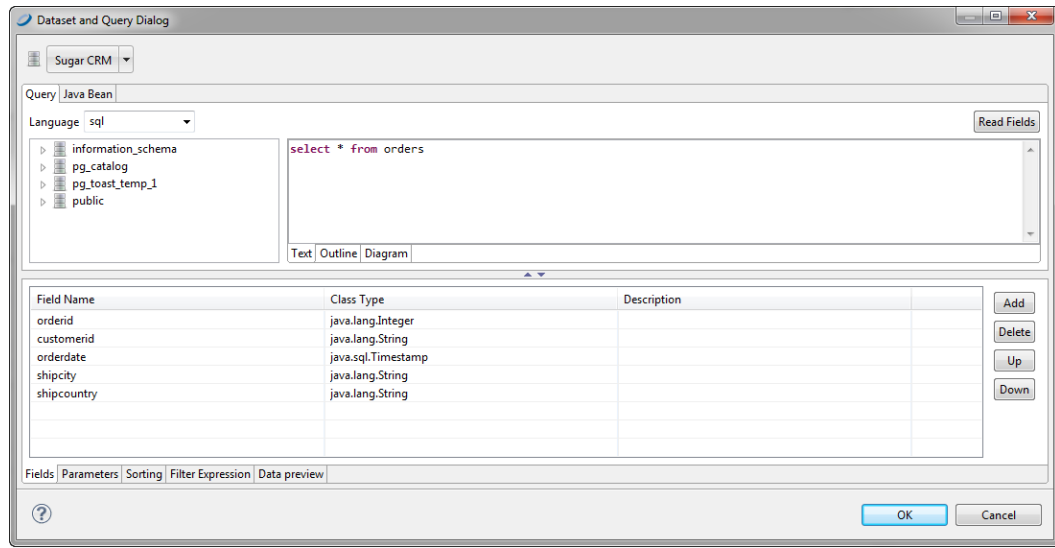 Dataset and Query Dialog
Sugar CRM
Query Java Bean
Language sql Read Fields
information_schema
pg_catalog
pg_toast_temp_1
public
select * from orders
Text Outline Diagram
Field Name Class Type Description
orderid java.lang.Integer
customerid java.lang.String
orderdate java.sql.Timestamp
shipcity java.lang.String
shipcountry java.lang.String
Add
Delete
Up
Down
Fields Parameters Sorting Filter Expression Data preview
? OK Cancel